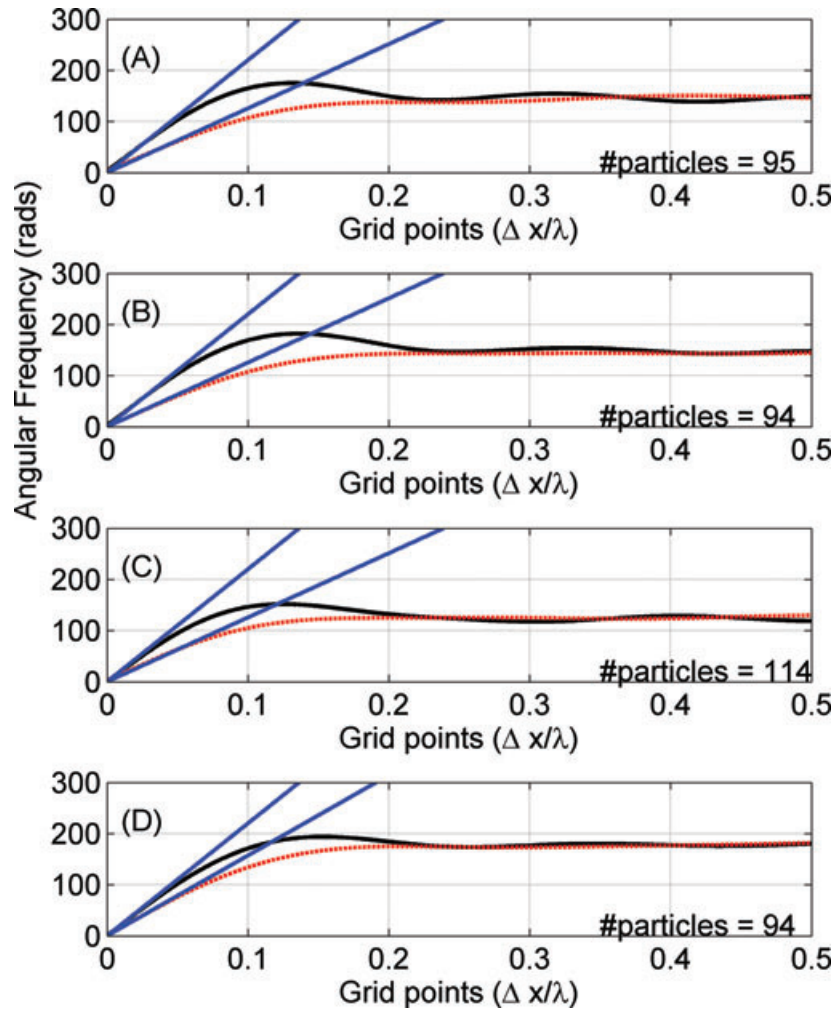 Angular Frequency (rads)
300
200
100
0
(A)
#particles = 95
0 0.1 0.2 0.3 0.4 0.5
Grid points (Δ x/λ)
300
200
100
0
(B)
#particles = 94
0 0.1 0.2 0.3 0.4 0.5
Grid points (Δ x/λ)
300
200
100
0
(C)
#particles = 114
0 0.1 0.2 0.3 0.4 0.5
Grid points (Δ x/λ)
300
200
100
0
(D)
#particles = 94
0 0.1 0.2 0.3 0.4 0.5
Grid points (Δ x/λ)